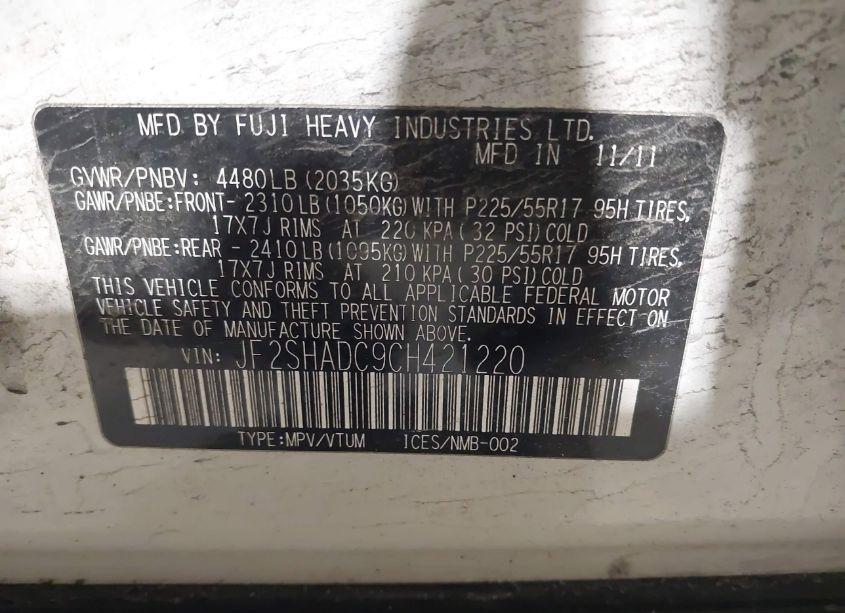 MFD BY FUJI HEAVY INDUSTRIES LTD.
MFD IN 11/11
GVWR/PNBV: 4480LB(2035KG)
GAWR/PNBE:FRONT- 2310LB(1050KG)WITH P225/55R17 95H TIRES,
17X7J RIMS AT 220 KPA(32 PSI)COLD
GAWR/PNBE:REAR - 2410LB(1095KG)WITH P225/55R17 95H TIRES,
17X7J RIMS AT 210 KPA(30 PSI)COLD
THIS VEHICLE CONFORMS TO ALL APPLICABLE FEDERAL MOTOR
VEHICLE SAFETY AND THEFT PREVENTION STANDARDS IN EFFECT ON
THE DATE OF MANUFACTURE SHOWN ABOVE.
VIN: JF2SHADC9CH421220
TYPE:MPV/VTUM ICES/NMB-002